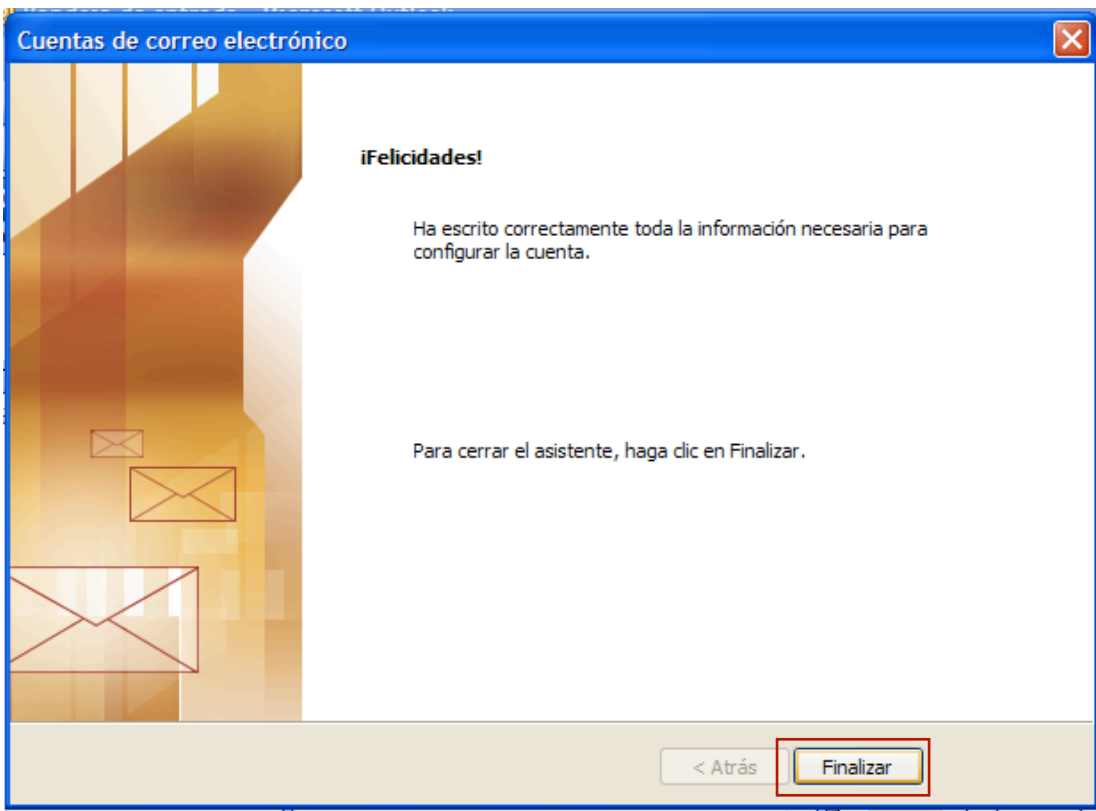 Cuentas de correo electrónico
¡Felicidades!
Ha escrito correctamente toda la información necesaria para
configurar la cuenta.
Para cerrar el asistente, haga clic en Finalizar.
< Atrás
Finalizar